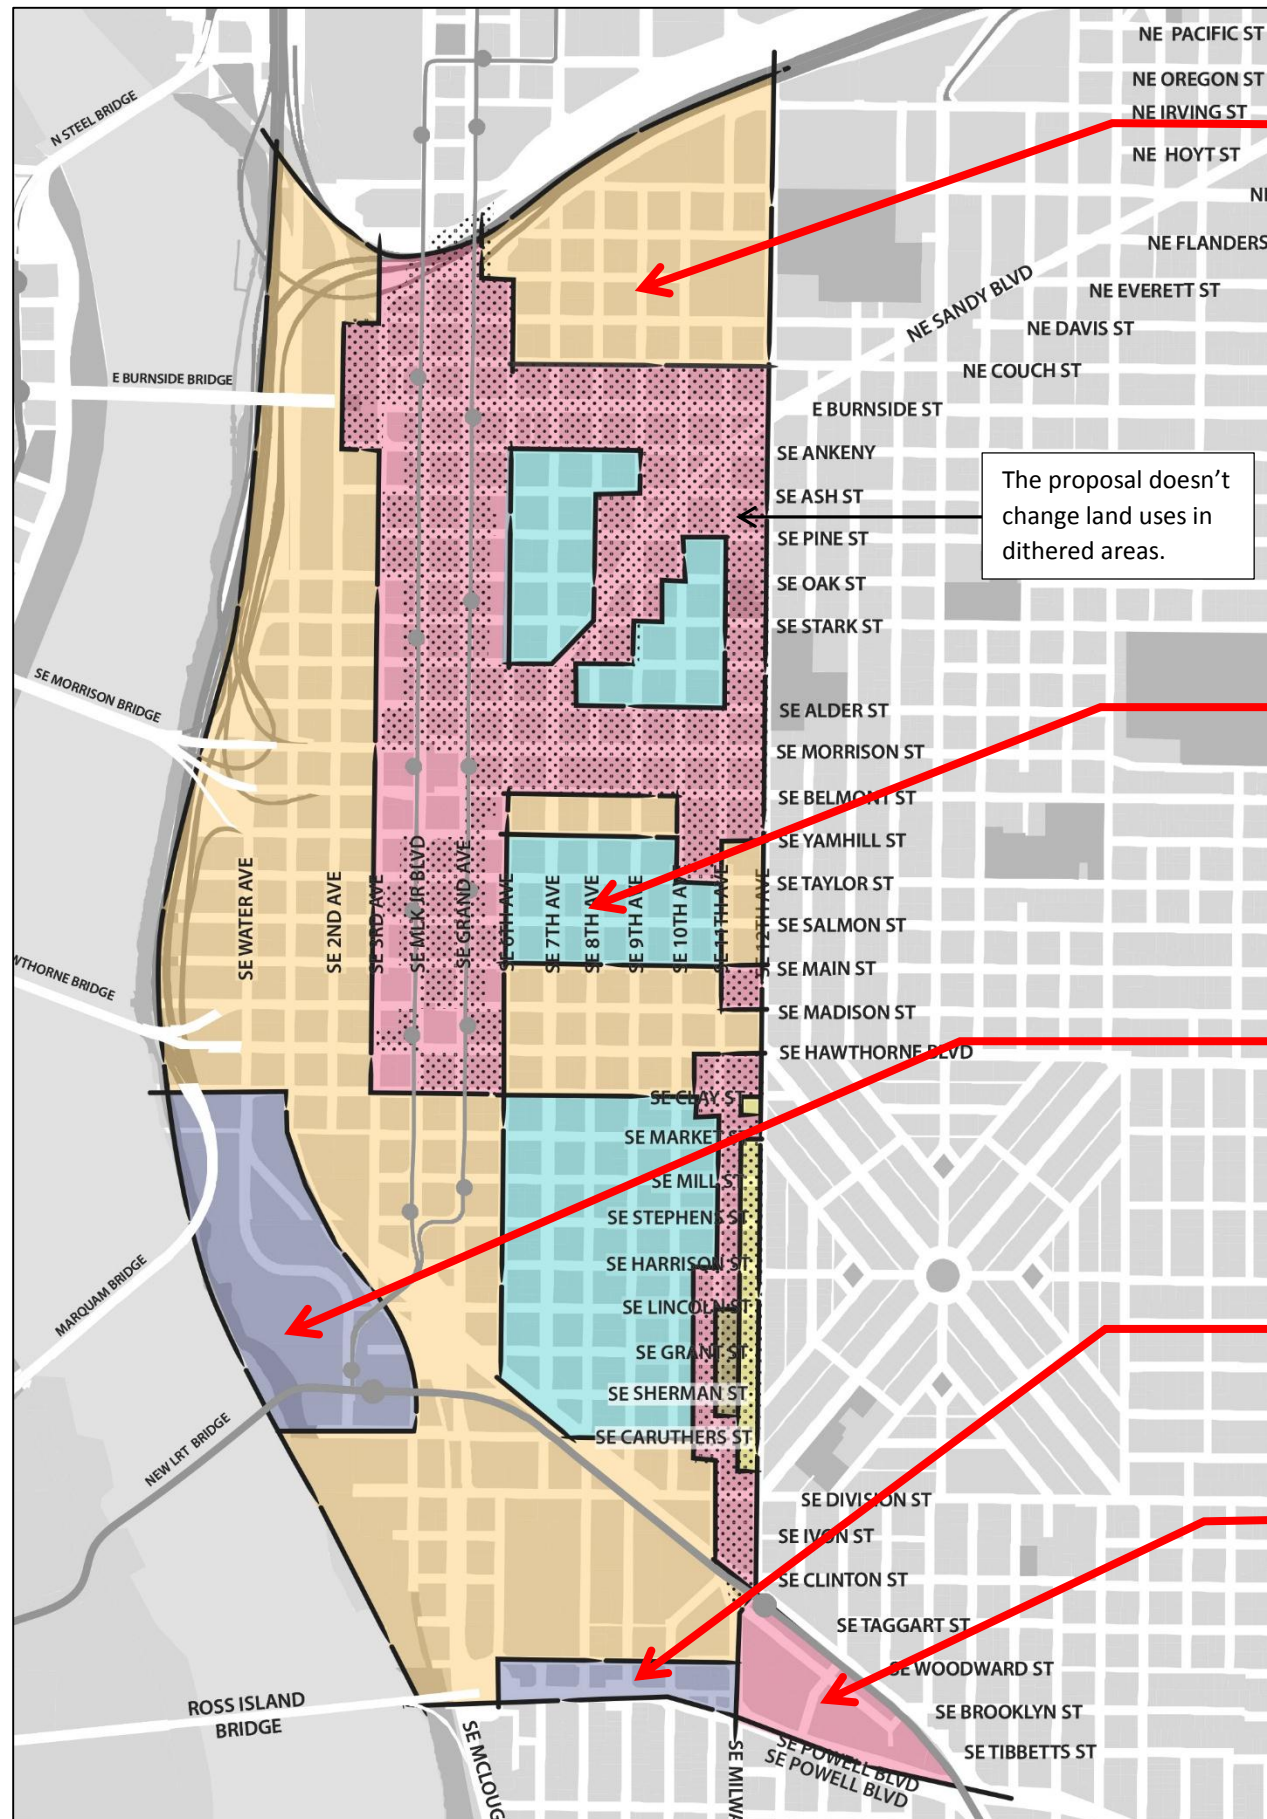 NE PACIFIC ST
NE OREGON ST
NE IRVING ST
NE HOYT ST
NE FLANDERS
NE EVERETT ST
NE SANDY BLVD
NE DAVIS ST
NE COUCH ST
E BURNSIDE ST
SE ANKENY
SE ASH ST
SE PINE ST
SE OAK ST
SE STARK ST
SE ALDER ST
SE MORRISON ST
SE BELMONT ST
SE YAMHILL ST
SE TAYLOR ST
SE SALMON ST
SE MAIN ST
SE MADISON ST
SE HAWTHORNE BLVD
The proposal doesn’t
change land uses in
dithered areas.
N STEEL BRIDGE
E BURNSIDE BRIDGE
SE MORRISON BRIDGE
WTHORNE BRIDGE
MARQUAM BRIDGE
NEW LRT BRIDGE
ROSS ISLAND
BRIDGE
SE WATER AVE
SE 2ND AVE
SE 3RD AVE
SE MLK JR BLVD
SE GRAND AVE
SE 6TH AVE
SE 7TH AVE
SE 8TH AVE
SE 9TH AVE
SE 10TH AVE
SE 11TH AVE
SE 12TH AVE
SE CLAY ST
SE MARKET ST
SE MILL ST
SE STEPHENS ST
SE HARRISON ST
SE LINCOLN ST
SE GRANT ST
SE SHERMAN ST
SE CARUTHERS ST
SE DIVISION ST
SE IVON ST
SE CLINTON ST
SE TAGGART ST
SE WOODWARD ST
SE BROOKLYN ST
SE TIBBETTS ST
SE POWELL BLVD
SE POWELL BLVD
SE MCLOUG
SE MILWA